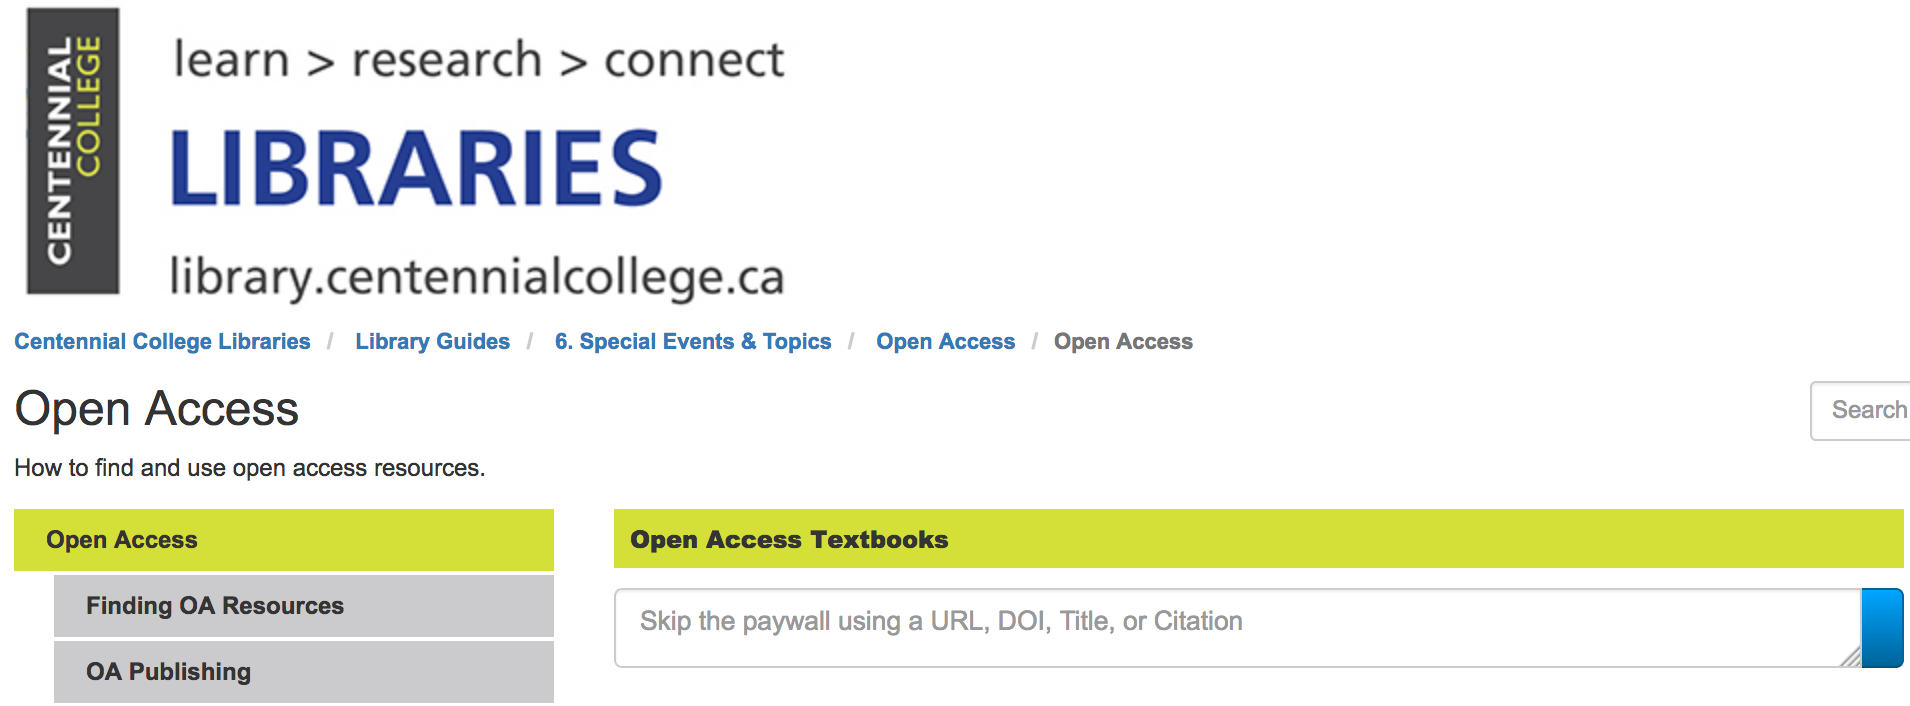 CENTENNIAL
COLLEGE
learn > research > connect
LIBRARIES
library.centennialcollege.ca
Centennial College Libraries / Library Guides / 6. Special Events & Topics / Open Access / Open Access
Open Access
Search
How to find and use open access resources.
Open Access
Finding OA Resources
OA Publishing
Open Access Textbooks
Skip the paywall using a URL, DOI, Title, or Citation